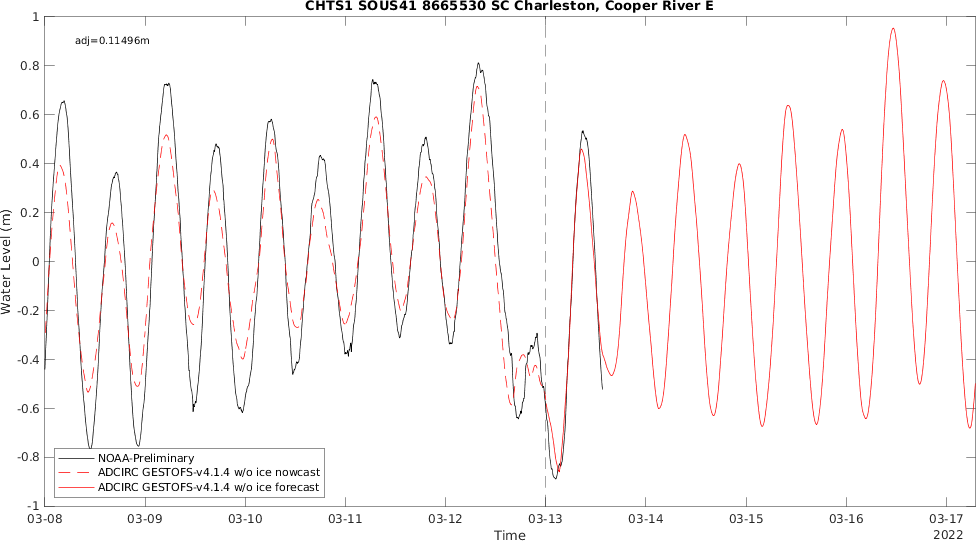 CHTS1 SOUS41 8665530 SC Charleston, Cooper River E
adj=0.11496m
Water Level (m)
1
0.8
0.6
0.4
0.2
0
-0.2
-0.4
-0.6
-0.8
-1
NOAA-Preliminary
ADCIRC GESTOFS-v4.1.4 w/o ice nowcast
ADCIRC GESTOFS-v4.1.4 w/o ice forecast
03-08 03-09 03-10 03-11 03-12 03-13 03-14 03-15 03-16 03-17
Time
2022